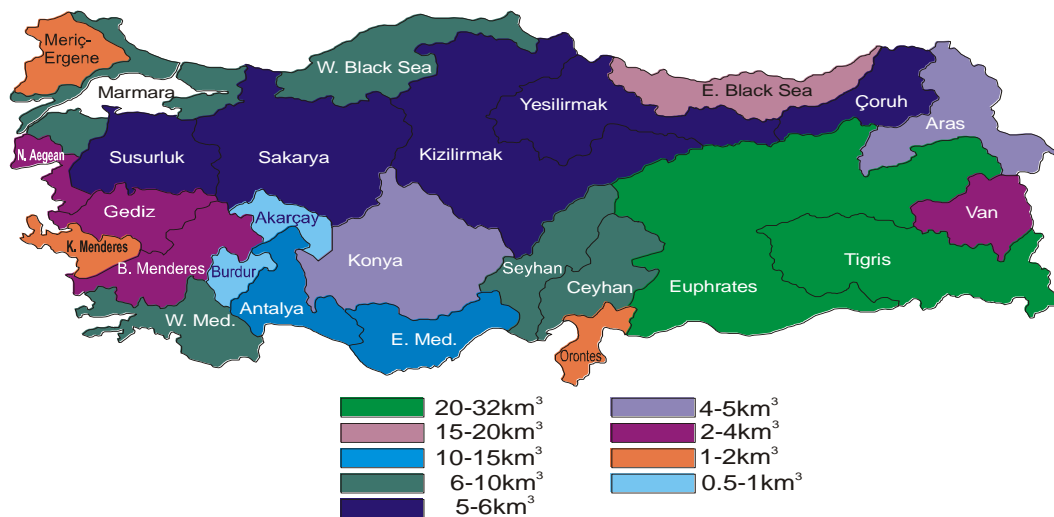 Meriç-
Ergene
W. Black Sea
Marmara
Yesilirmak
E. Black Sea
Çoruh
Aras
N. Aegean
Susurluk
Sakarya
Kizilirmak
Gediz
Akarçay
Van
K. Menderes
B. Menderes
Burdur
Konya
Seyhan
Tigris
Ceyhan
Euphrates
W. Med.
Antalya
E. Med.
Orontes
20-32km³
15-20km³
10-15km³
6-10km³
5-6km³
4-5km³
2-4km³
1-2km³
0.5-1km³